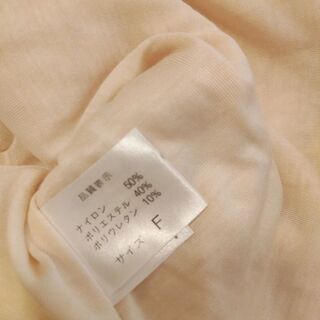 品質表示
ナイロン 50%
ポリエステル 40%
ポリウレタン 10%
サイズ F